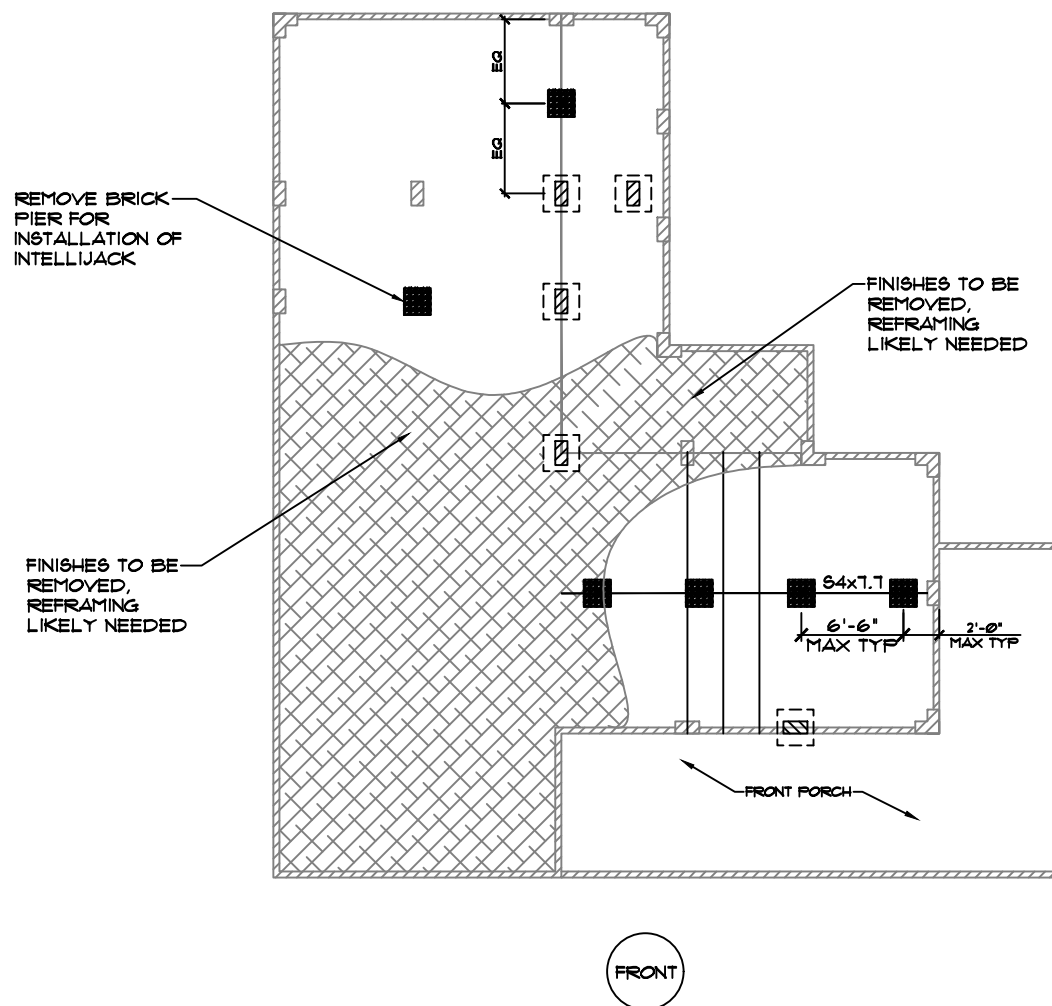 EQ
EQ
REMOVE BRICK
PIER FOR
INSTALLATION OF
INTELLIJACK
FINISHES TO BE
REMOVED,
REFRAMING
LIKELY NEEDED
FINISHES TO BE
REMOVED,
REFRAMING
LIKELY NEEDED
S4x7.7
6'-6"
MAX TYP
2'-0"
MAX TYP
FRONT PORCH
FRONT